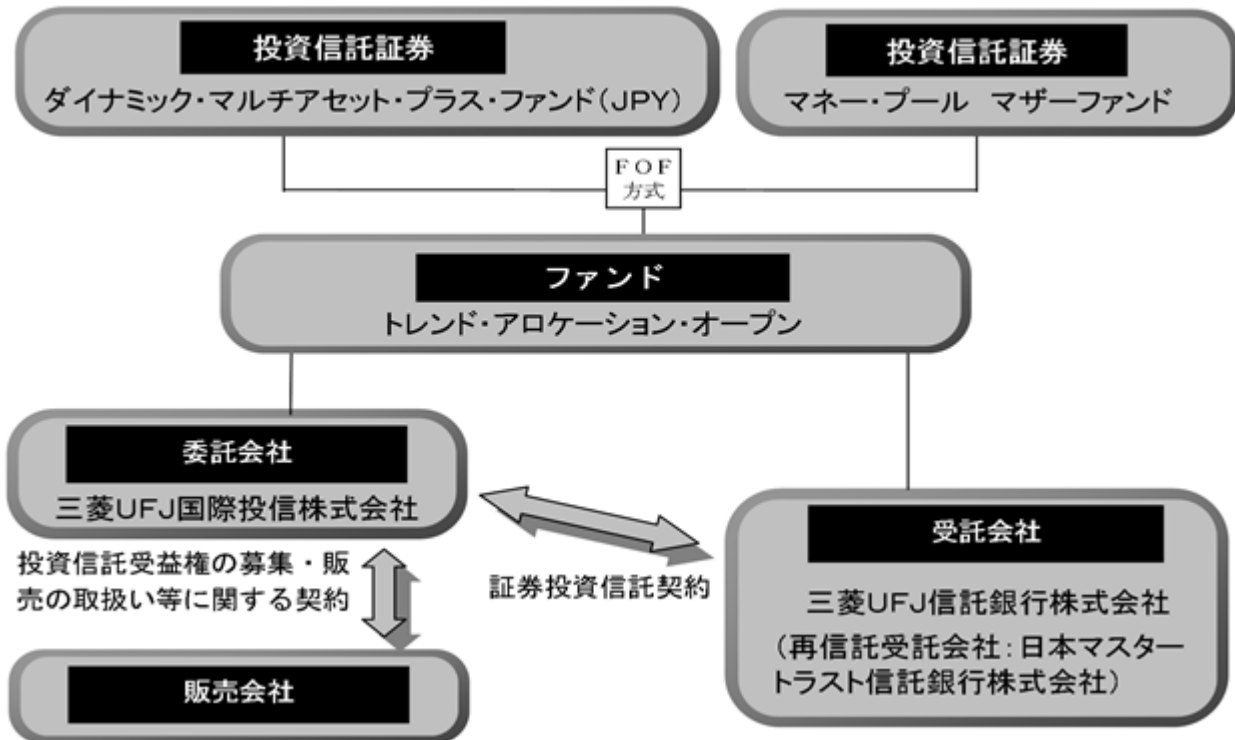 投資信託証券
ダイナミック・マルチアセット・プラス・ファンド(JPY)
投資信託証券
マネー・プール　マザーファンド
FOF
方式
ファンド
トレンド・アロケーション・オープン
委託会社
三菱UFJ国際投信株式会社
投資信託受益権の募集・販
売の取扱い等に関する契約
証券投資信託契約
受託会社
三菱UFJ信託銀行株式会社
(再信託受託会社:日本マスター
トラスト信託銀行株式会社)
販売会社